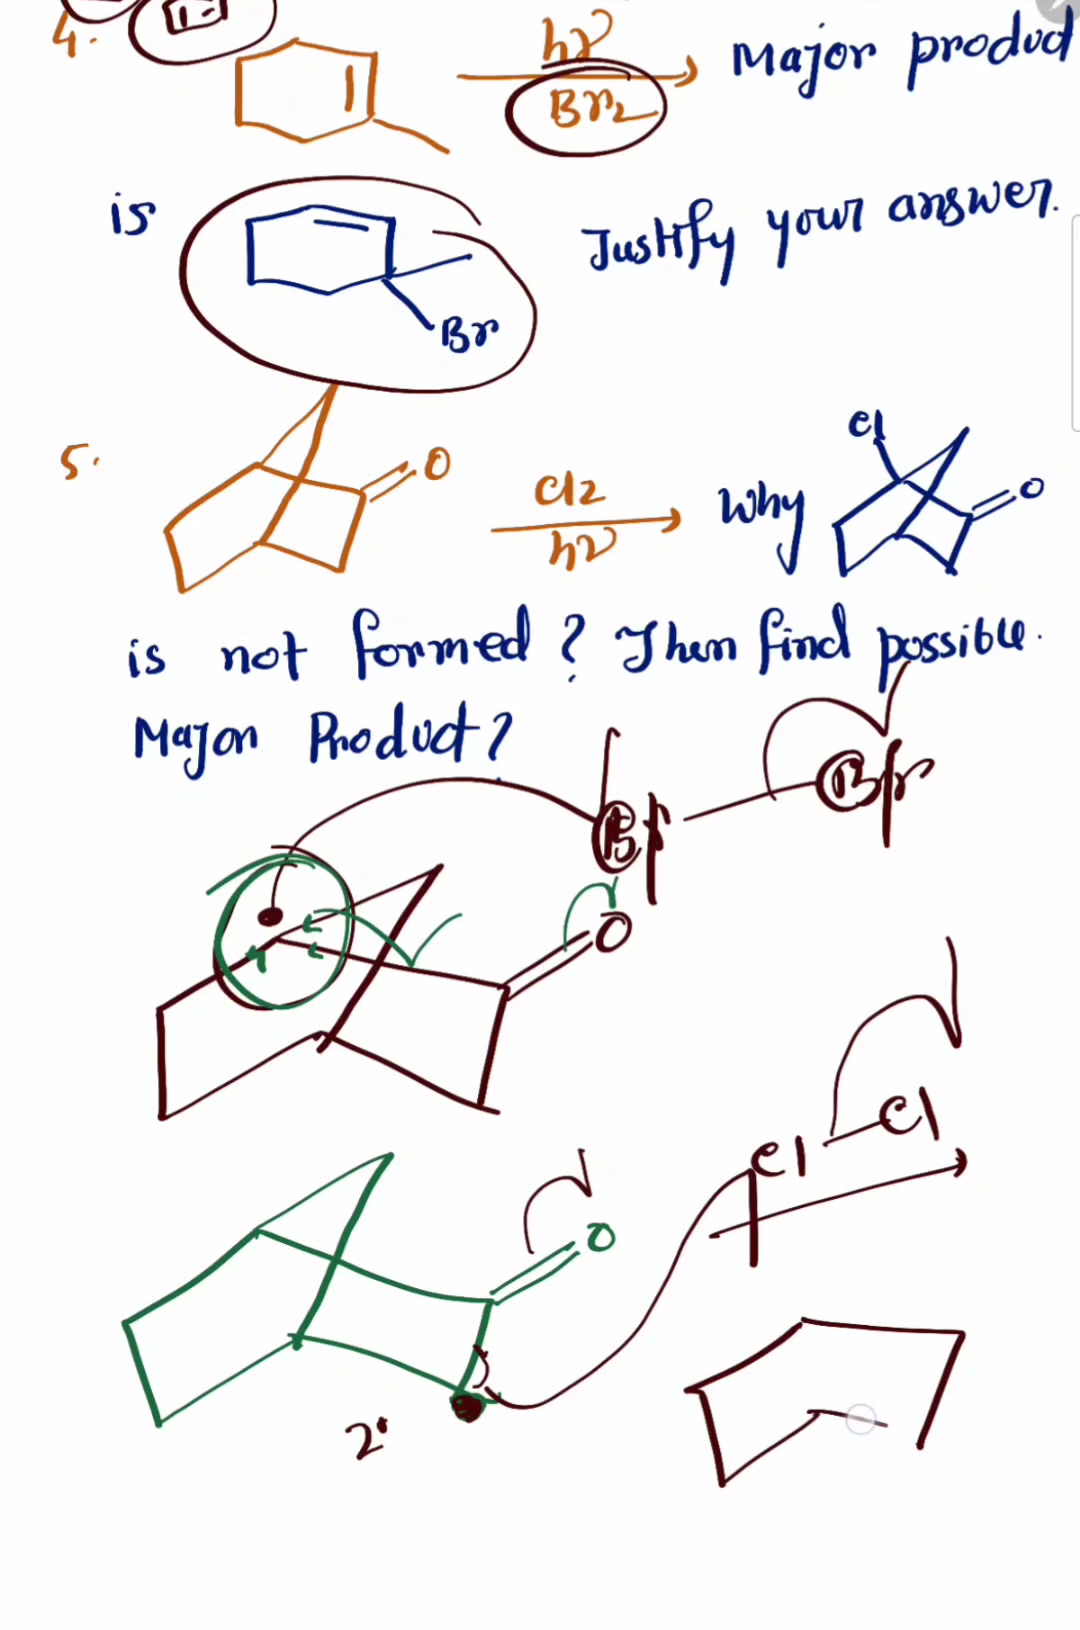 4.
hν
Br2
Major product
is
Br
Justify your answer.
5.
O
Cl2
hν
Why
Cl
O
is not formed? Then find possible.
Major Product?
Br
Br
O
Cl
Cl
O
2°